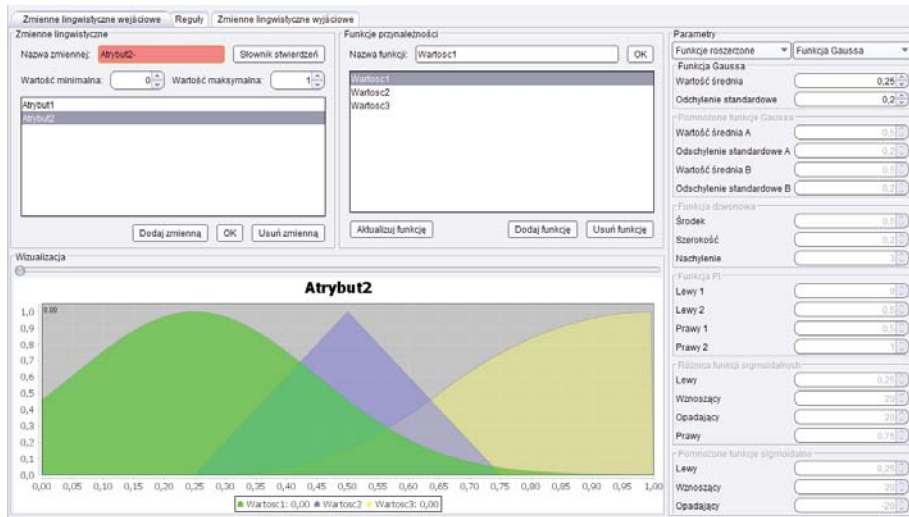 Zmienne lingwistyczne wejściowe Reguły Zmienne lingwistyczne wyjściowe
Zmienne lingwistyczne
Nazwa zmiennej: Atrybut2- Słownik stwierdzeń
Wartość minimalna: 0 Wartość maksymalna: 1
Atrybut1
Atrybut2
Dodaj zmienną OK Usuń zmienną
Funkcje przynależności
Nazwa funkcji: Wartosc1 OK
Wartosc1
Wartosc2
Wartosc3
Aktualizuj funkcję Dodaj funkcję Usuń funkcję
Parametry
Funkcje roszerzone Funkcja Gaussa
Funkcja Gaussa
Wartość średnia 0,25
Odchylenie standardowe 0,2
Pomnożone funkcje Gaussa
Wartość średnia A 0,5
Odschylenie standardowe A 0,2
Wartość średnia B 0,5
Odschylenie standardowe B 0,2
Funkcja dzwonowa
Środek 0,5
Szerokość 0,2
Nachylenie 3
Funkcja PI
Lewy 1 0
Lewy 2 0,5
Prawy 1 0,5
Prawy 2 1
Różnica funkcji sigmoidalnych
Lewy 0,25
Wznoszący 20
Opadający 20
Prawy 0,75
Pomnożone funkcje sigmoidalne
Lewy 0,25
Wznoszący 20
Opadający -20
Wizualizacja
Atrybut2
0.00
1,0
0,9
0,8
0,7
0,6
0,5
0,4
0,3
0,2
0,1
0,0
0,00 0,05 0,10 0,15 0,20 0,25 0,30 0,35 0,40 0,45 0,50 0,55 0,60 0,65 0,70 0,75 0,80 0,85 0,90 0,95 1,00
Wartosc1: 0,00 Wartosc2 Wartosc3: 0,00